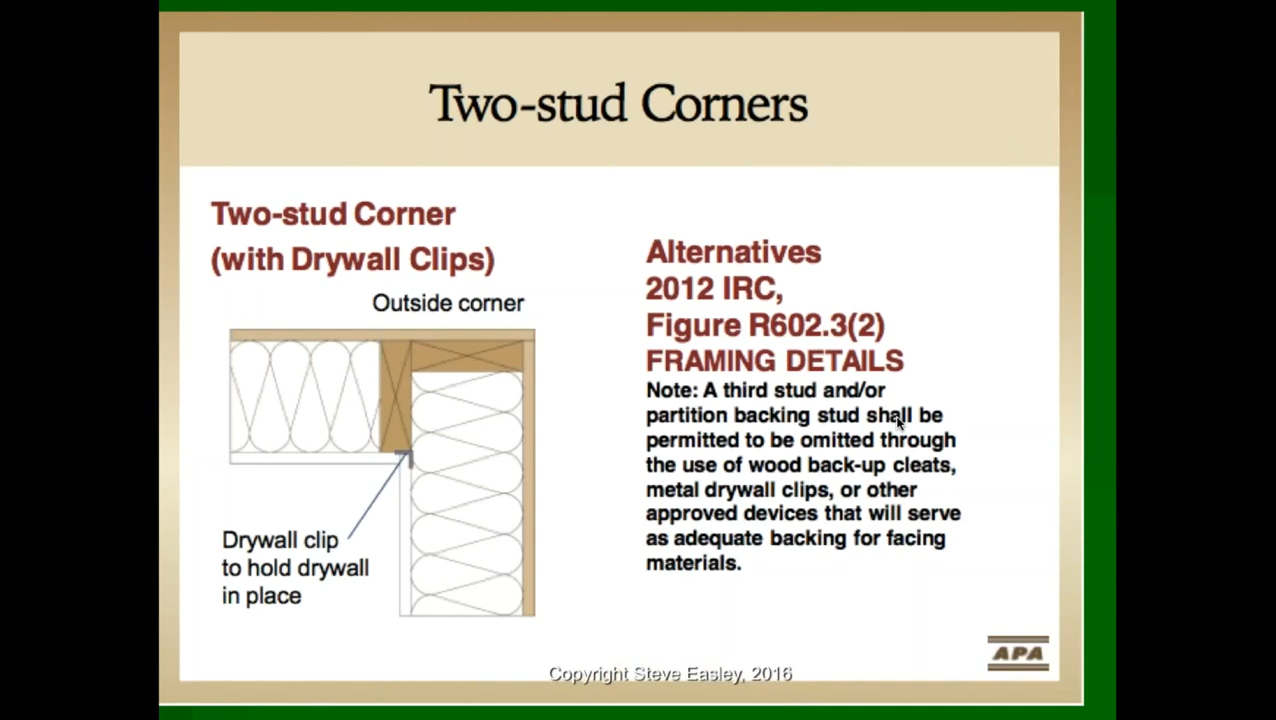 Two-stud Corners
Two-stud Corner
(with Drywall Clips)
Outside corner
Drywall clip
to hold drywall
in place
Alternatives
2012 IRC,
Figure R602.3(2)
FRAMING DETAILS
Note: A third stud and/or
partition backing stud shall be
permitted to be omitted through
the use of wood back-up cleats,
metal drywall clips, or other
approved devices that will serve
as adequate backing for facing
materials.
APA
Copyright Steve Easley, 2016